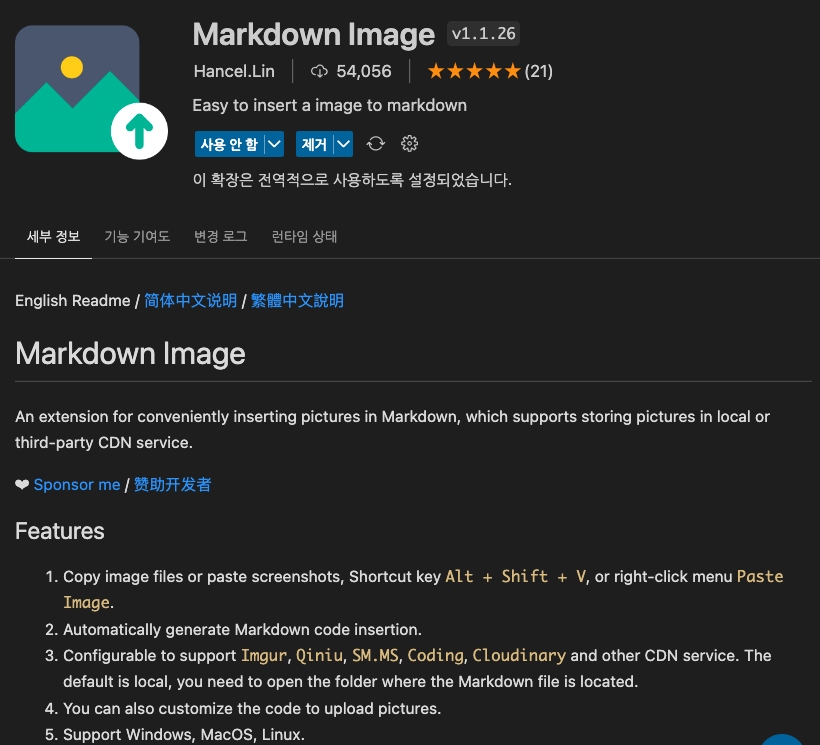 Markdown Image v1.1.26
Hancel.Lin 54,056 ★★★★★(21)
Easy to insert a image to markdown
사용 안 함 제거
이 확장은 전역적으로 사용하도록 설정되었습니다.
세부 정보 기능 기여도 변경 로그 런타임 상태
English Readme / 简体中文说明 / 繁體中文說明
Markdown Image
An extension for conveniently inserting pictures in Markdown, which supports storing pictures in local or
third-party CDN service.
❤ Sponsor me / 赞助开发者
Features
1. Copy image files or paste screenshots, Shortcut key Alt + Shift + V, or right-click menu Paste
Image.
2. Automatically generate Markdown code insertion.
3. Configurable to support Imgur, Qiniu, SM.MS, Coding, Cloudinary and other CDN service. The
default is local, you need to open the folder where the Markdown file is located.
4. You can also customize the code to upload pictures.
5. Support Windows, MacOS, Linux.